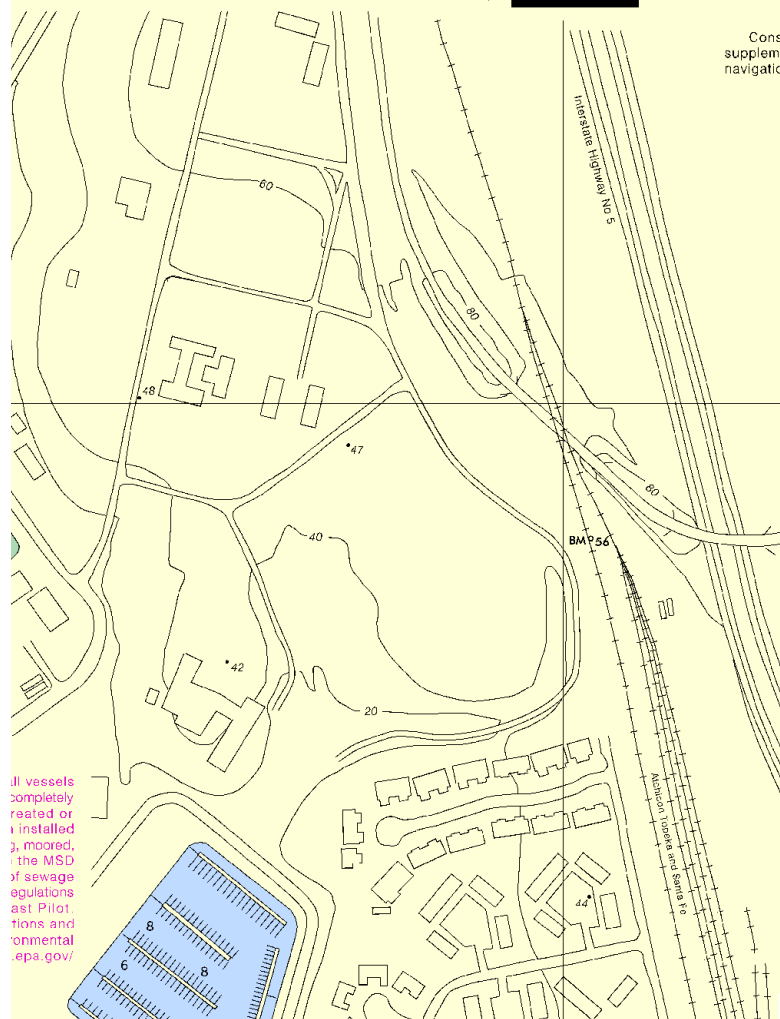 Cons
supplem
navigatio
Interstate Highway No 5
60
80
48
47
80
40
BM 56
42
20
Atchison Topeka and Santa Fe
all vessels
completely
reated or
n installed
g, moored,
the MSD
of sewage
egulations
ast Pilot.
tions and
ronmental
.epa.gov/
44
8
8
6